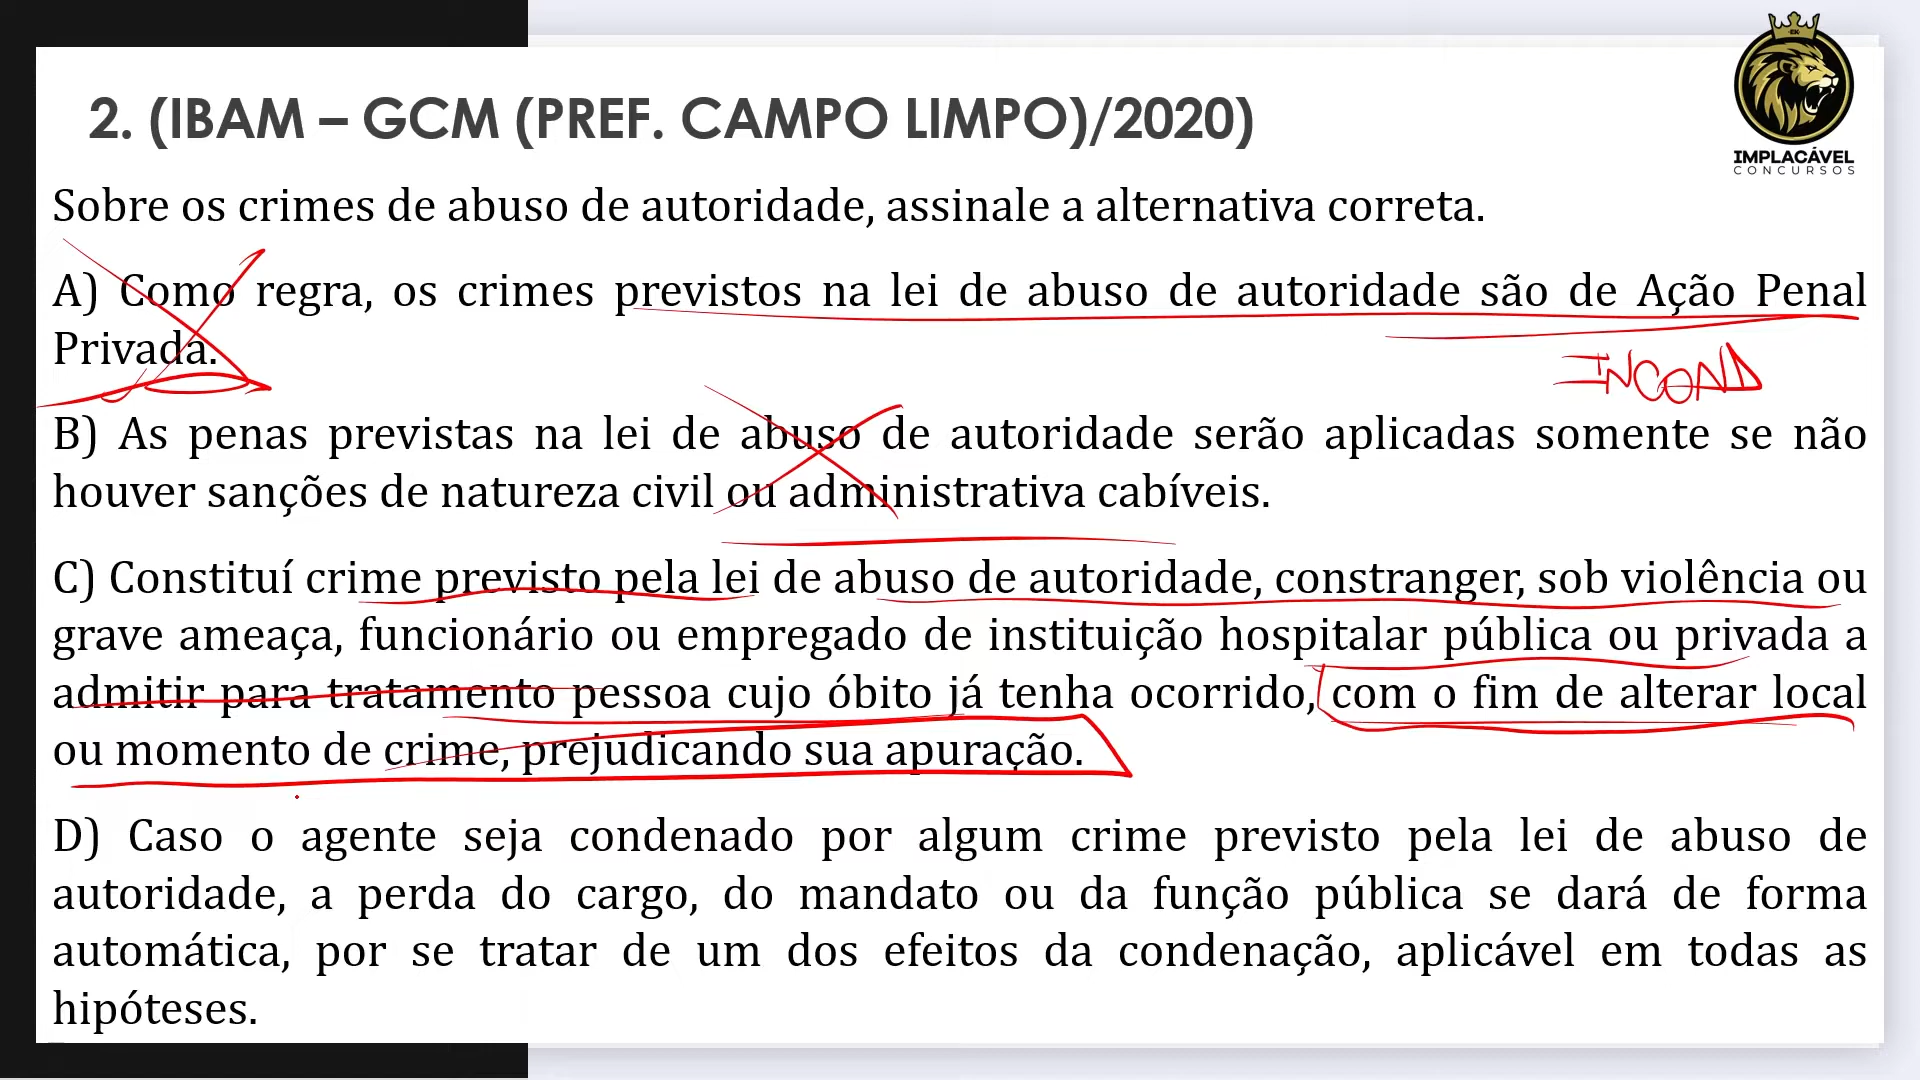 IMPLACÁVEL
CONCURSOS
2. (IBAM – GCM (PREF. CAMPO LIMPO)/2020)
Sobre os crimes de abuso de autoridade, assinale a alternativa correta.
A) Como regra, os crimes previstos na lei de abuso de autoridade são de Ação Penal
Privada.
INCOND
B) As penas previstas na lei de abuso de autoridade serão aplicadas somente se não
houver sanções de natureza civil ou administrativa cabíveis.
C) Constituí crime previsto pela lei de abuso de autoridade, constranger, sob violência ou
grave ameaça, funcionário ou empregado de instituição hospitalar pública ou privada a
admitir para tratamento pessoa cujo óbito já tenha ocorrido, com o fim de alterar local
ou momento de crime, prejudicando sua apuração.
D) Caso o agente seja condenado por algum crime previsto pela lei de abuso de
autoridade, a perda do cargo, do mandato ou da função pública se dará de forma
automática, por se tratar de um dos efeitos da condenação, aplicável em todas as
hipóteses.